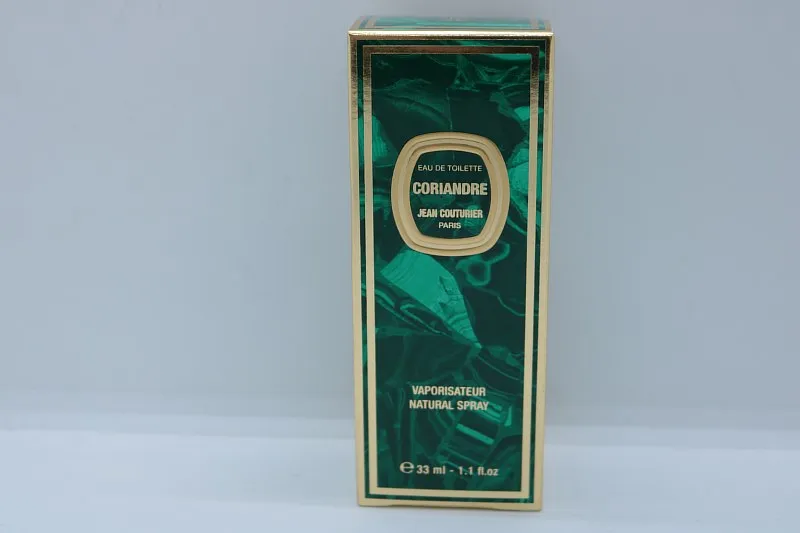 EAU DE TOILETTE
CORIANDRE
JEAN COUTURIER
PARIS
VAPORISATEUR
NATURAL SPRAY
℮ 33 ml - 1.1 fl.oz